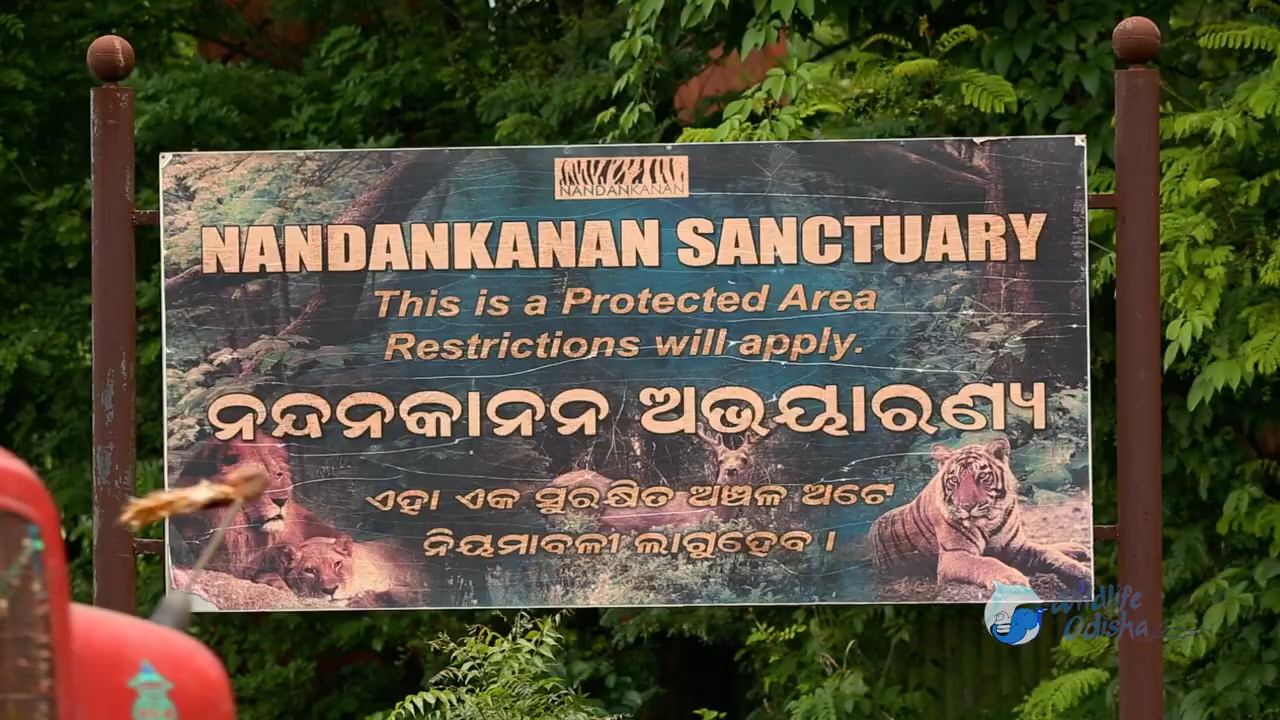 NANDANKANAN
NANDANKANAN SANCTUARY
This is a Protected Area
Restrictions will apply.
ନନ୍ଦନକାନନ ଅଭୟାରଣ୍ୟ
ଏହା ଏକ ସୁରକ୍ଷିତ ଅଞ୍ଚଳ ଅଟେ
ନିୟମାବଳୀ ଲାଗୁହେବ ।
Wildlife
Odisha